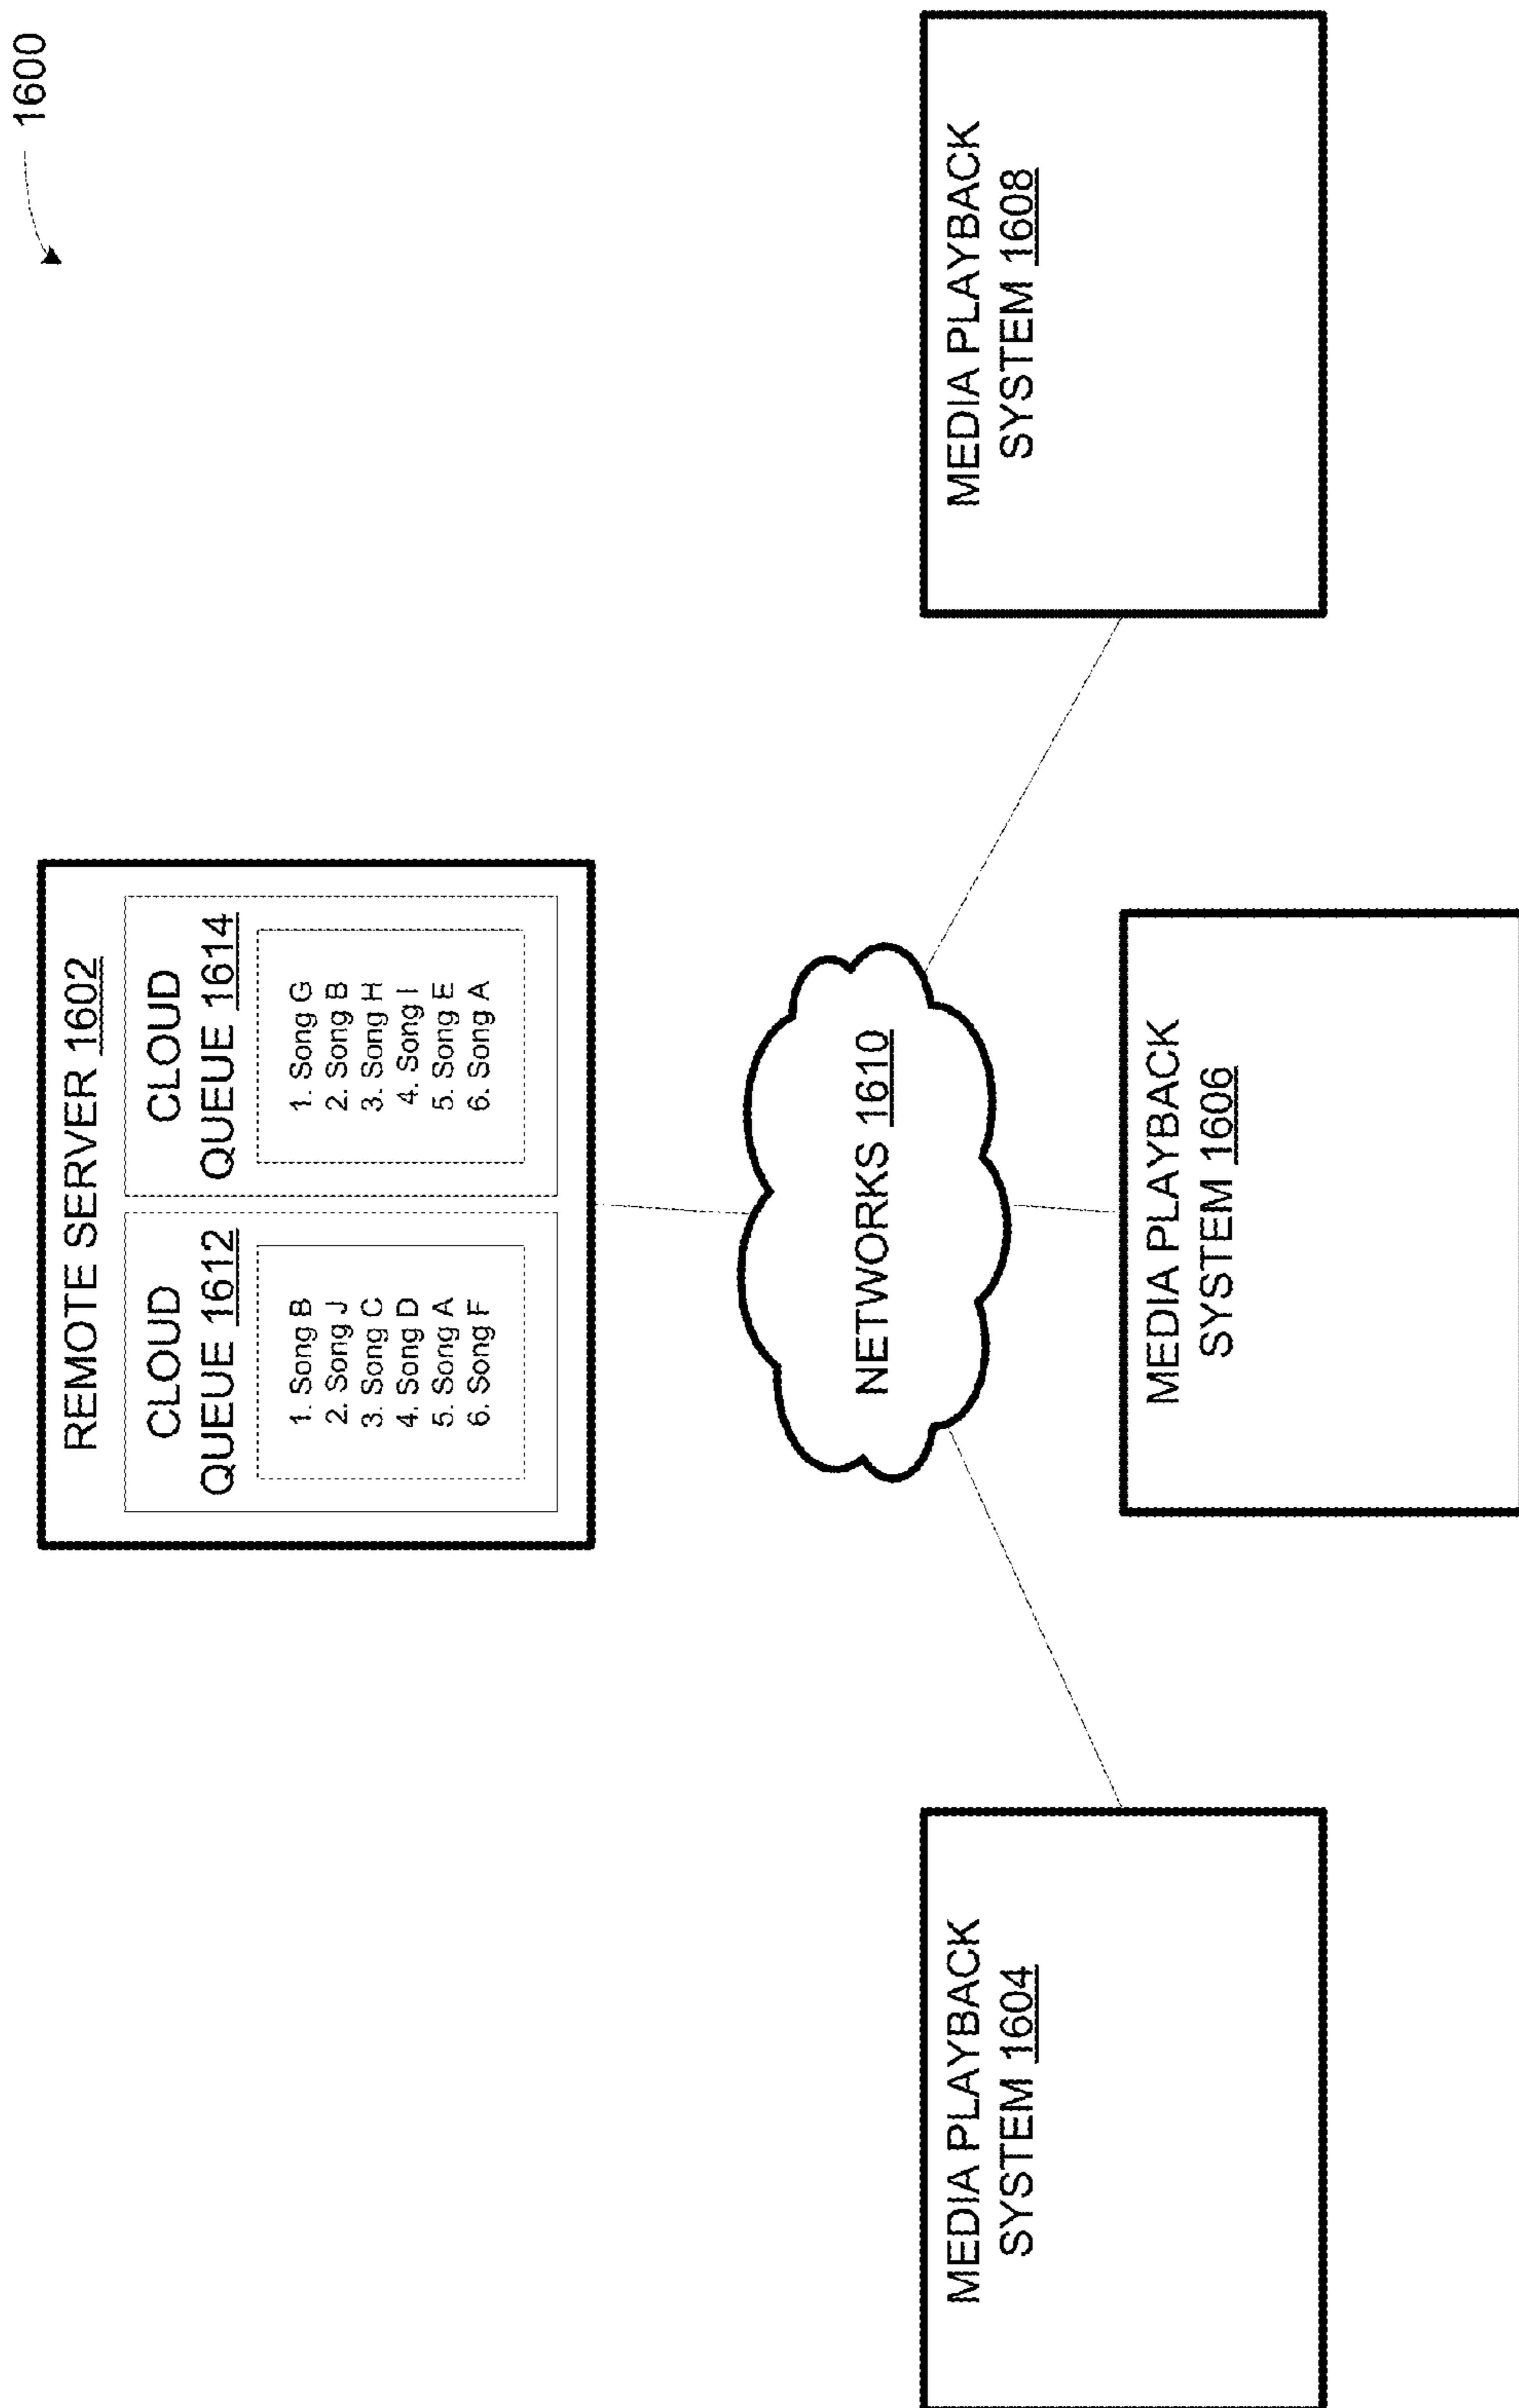 1600
REMOTE SERVER 1602
CLOUD
QUEUE 1612
1. Song B
2. Song J
3. Song C
4. Song D
5. Song A
6. Song F
CLOUD
QUEUE 1614
1. Song G
2. Song B
3. Song H
4. Song I
5. Song E
6. Song A
NETWORKS 1610
MEDIA PLAYBACK
SYSTEM 1604
MEDIA PLAYBACK
SYSTEM 1606
MEDIA PLAYBACK
SYSTEM 1608